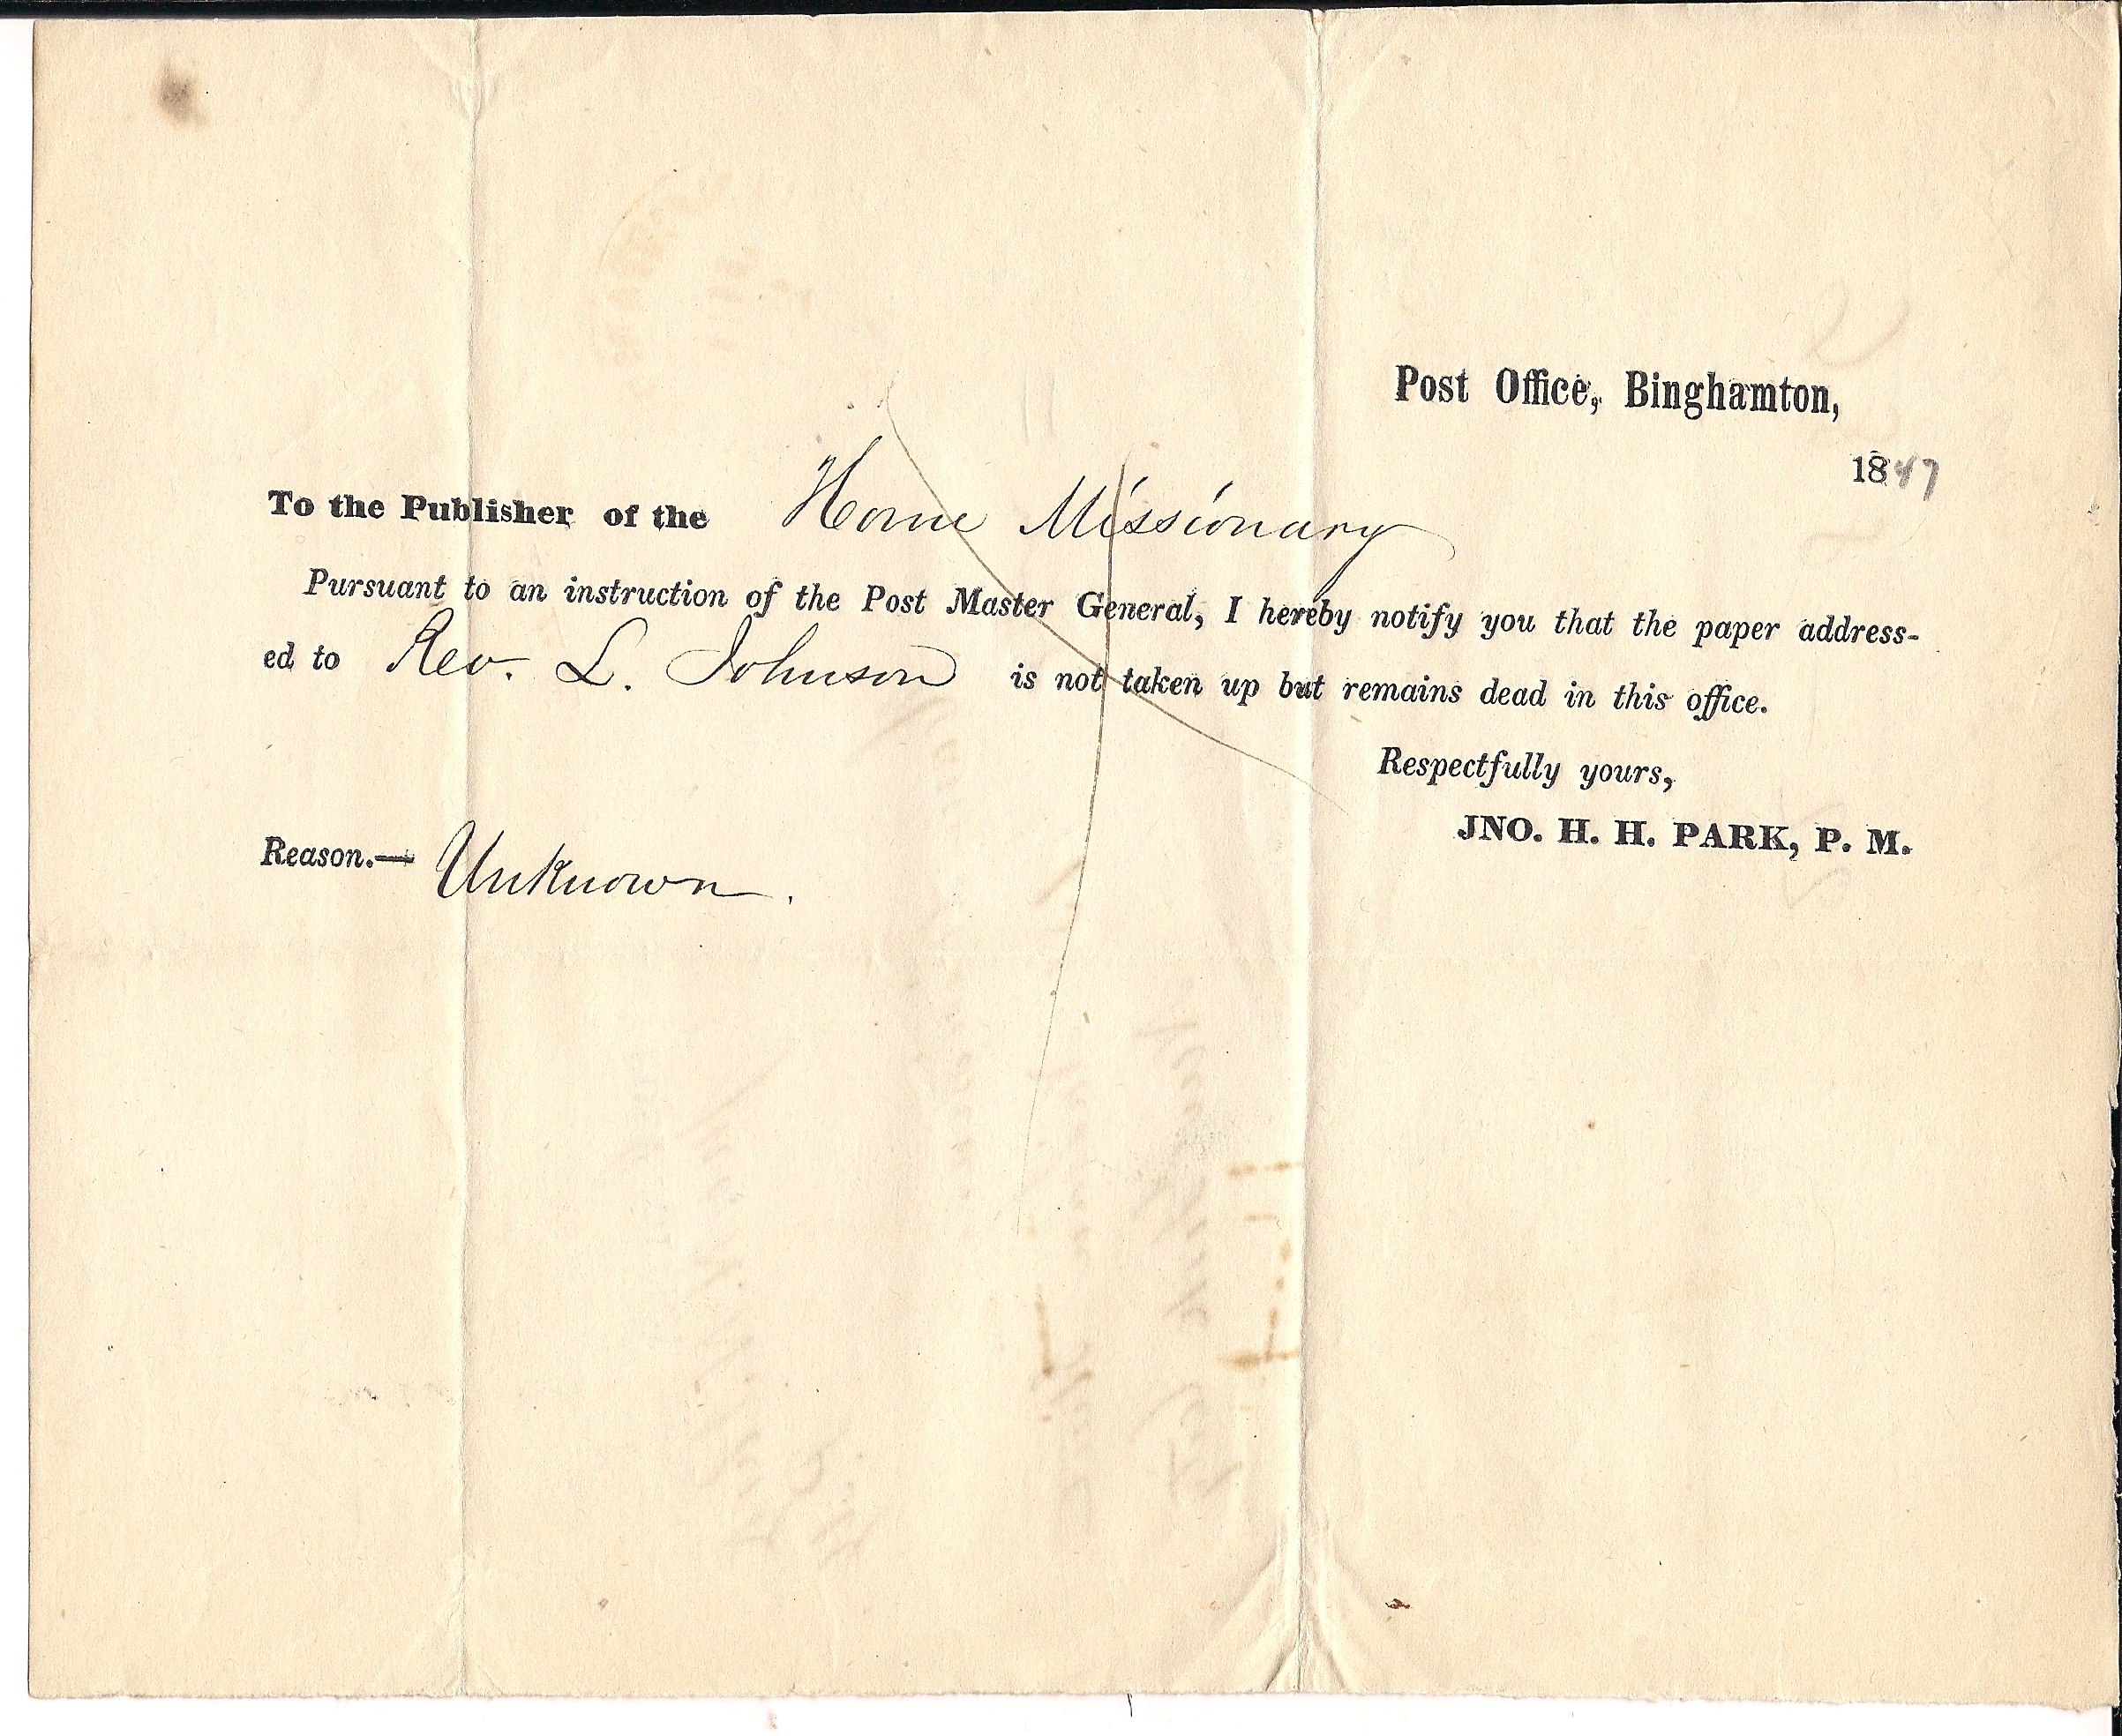 Post Office, Binghamton,
1847
To the Publisher of the Home Missionary
Pursuant to an instruction of the Post Master General, I hereby notify you that the paper address-
ed to Rev. L. Johnson is not taken up but remains dead in this office.
Respectfully yours,
JNO. H. H. PARK, P. M.
Reason.— Unknown.